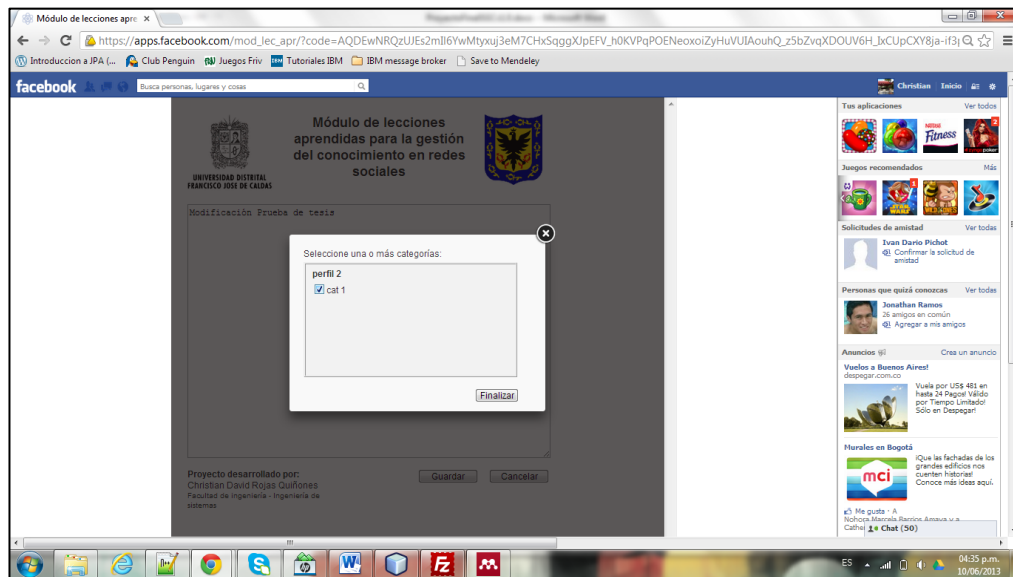 Módulo de lecciones apre
https://apps.facebook.com/mod_lec_apr/?code=
Introduccion a JPA (...
Club Penguin
Juegos Friv
Tutoriales IBM
IBM message broker
Save to Mendeley
facebook
Busca personas, lugares y cosas
Christian
Inicio
Módulo de lecciones
aprendidas para la gestión
del conocimiento en redes
sociales
UNIVERSIDAD DISTRITAL
FRANCISCO JOSE DE CALDAS
Modificación Prueba de tesis
Seleccione una o más categorías:
perfil 2
cat 1
Finalizar
Proyecto desarrollado por:
Christian David Rojas Quiñones
Facultad de Ingeniería - Ingeniería de
sistemas
Guardar
Cancelar
Tus aplicaciones
Ver todos
Fitness
poker
Juegos recomendados
Más
STAR
WARS
Solicitudes de amistad
Ver todas
Ivan Dario Pichot
Confirmar la solicitud de
amistad
Personas que quizá conozcas
Ver todas
Jonathan Ramos
26 amigos en común
Agregar a mis amigos
Anuncios
Crea un anuncio
Vuelos a Buenos Aires!
despegar.com.co
Vuela por US$ 481 en
hasta 24 Pagos! Válido
por Tiempo Limitado!
Sólo en Despegar!
Murales en Bogotá
mci
¡Que las fachadas de los
grandes edificios nos
cuenten historias!
Conoce más ideas aquí.
Me gusta · A
Nohora Marcela Barrios Amaya y a
Chat (50)
ES
04:35 p.m.
10/06/2013